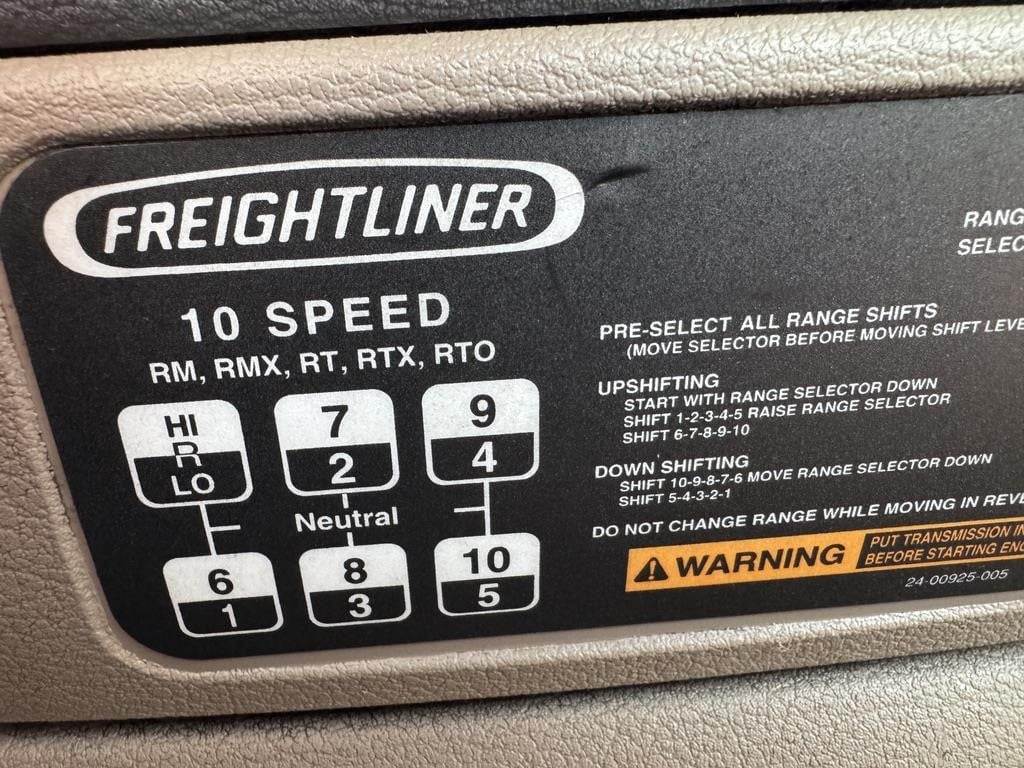 FREIGHTLINER
10 SPEED
RM, RMX, RT, RTX, RTO
HI
R
LO
7
2
9
4
Neutral
6
1
8
3
10
5
RANG
SELEC
PRE-SELECT ALL RANGE SHIFTS
(MOVE SELECTOR BEFORE MOVING SHIFT LEVE
UPSHIFTING
START WITH RANGE SELECTOR DOWN
SHIFT 1-2-3-4-5 RAISE RANGE SELECTOR
SHIFT 6-7-8-9-10
DOWN SHIFTING
SHIFT 10-9-8-7-6 MOVE RANGE SELECTOR DOWN
SHIFT 5-4-3-2-1
DO NOT CHANGE RANGE WHILE MOVING IN REVE
WARNING
PUT TRANSMISSION IN
BEFORE STARTING ENG
24-00925-005